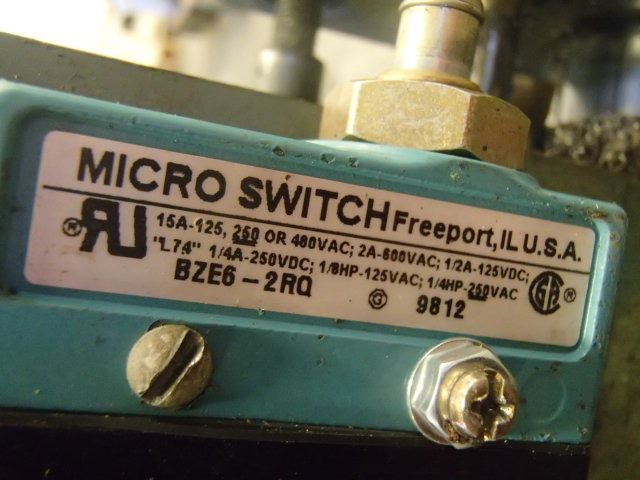 MICRO SWITCH Freeport, IL U.S.A.
15A-125, 250 OR 480VAC; 2A-600VAC; 1/2A-125VDC;
"L74" 1/4A-250VDC; 1/8HP-125VAC; 1/4HP-250VAC
BZE6-2RQ 9812